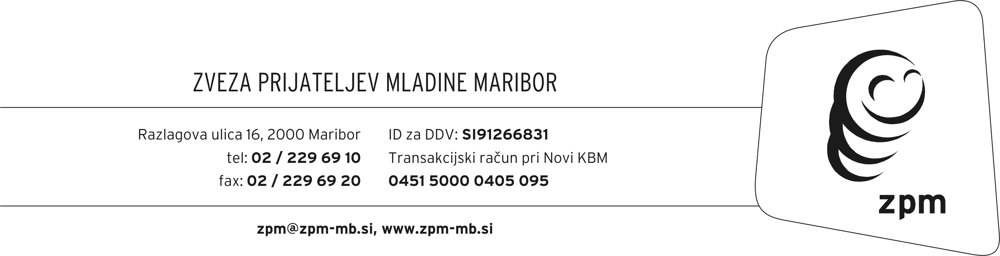 ZVEZA PRIJATELJEV MLADINE MARIBOR
Razlagova ulica 16, 2000 Maribor
tel: 02 / 229 69 10
fax: 02 / 229 69 20
ID za DDV: SI91266831
Transakcijski račun pri Novi KBM
0451 5000 0405 095
zpm@zpm-mb.si, www.zpm-mb.si
zpm